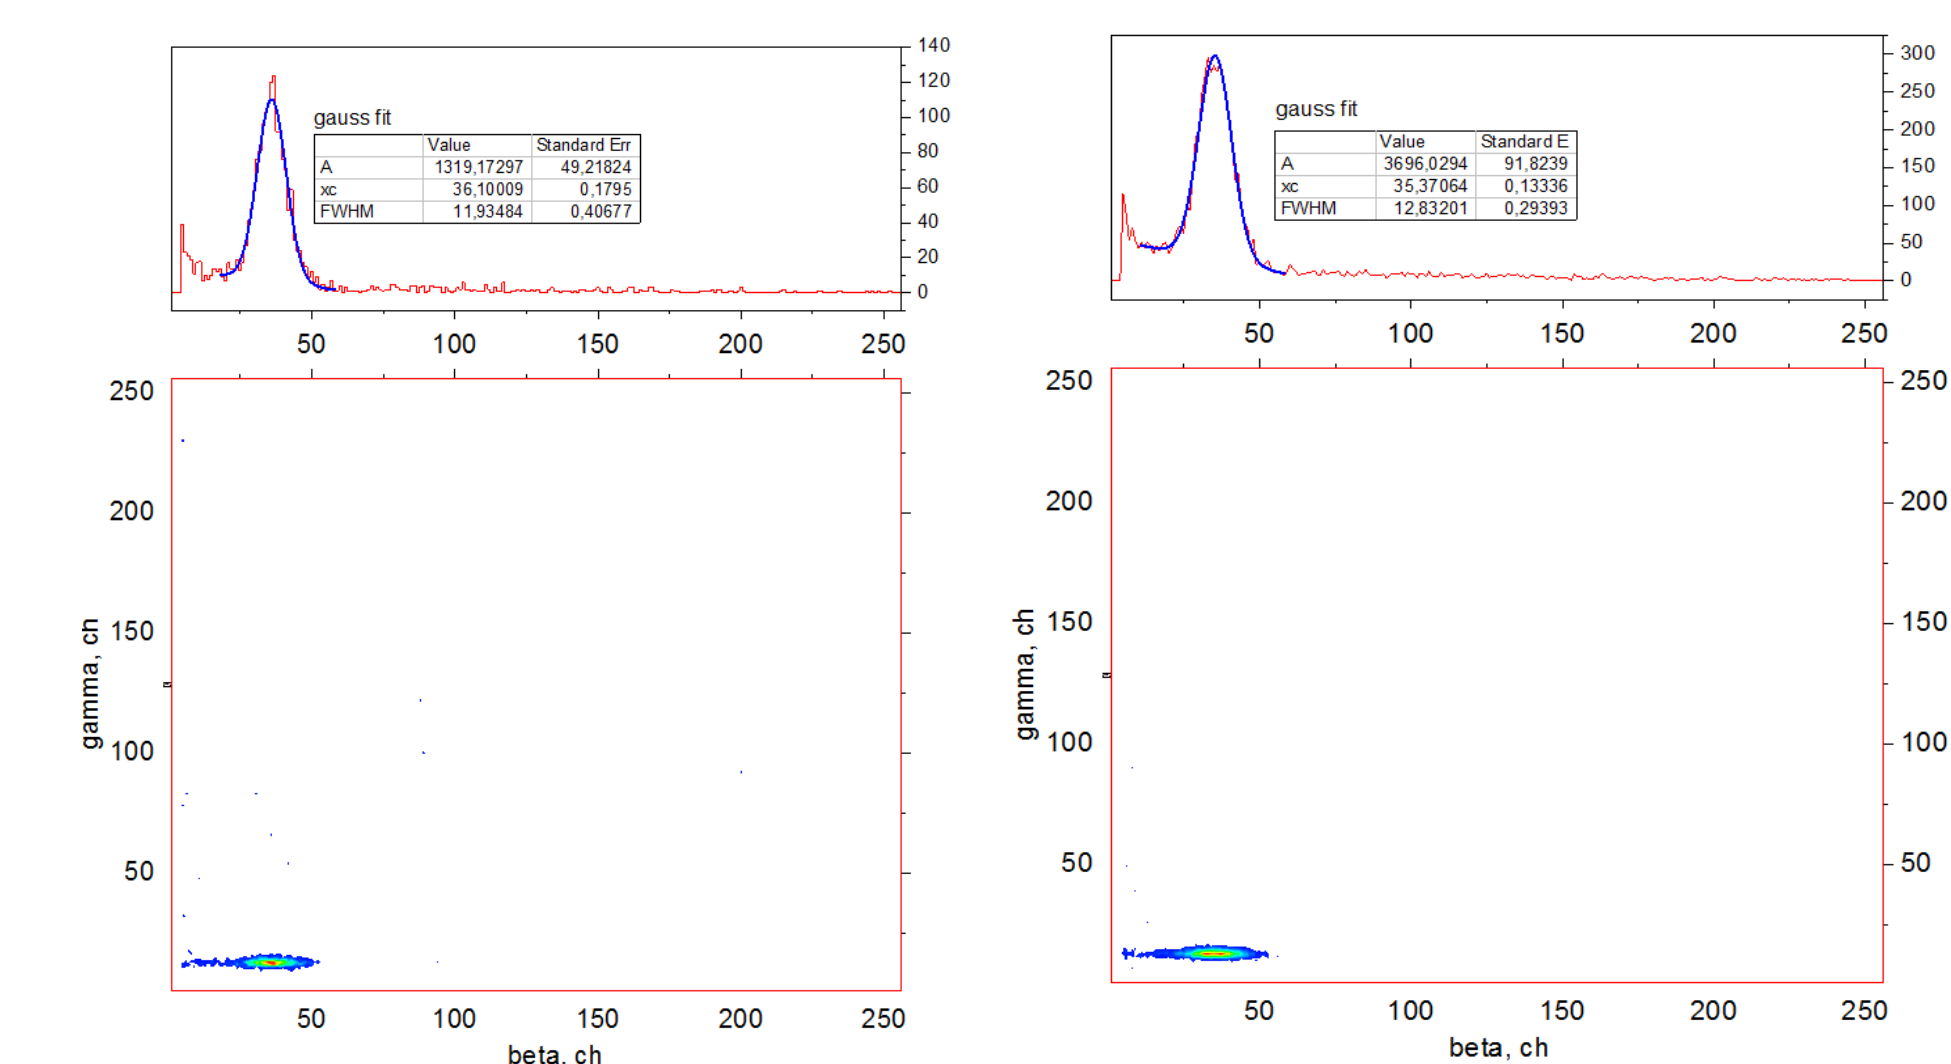 140
120
100
80
60
40
20
0
gauss fit
Value Standard Err
A 1319,17297 49,21824
xc 36,10009 0,1795
FWHM 11,93484 0,40677
50 100 150 200 250
250
200
150
100
50
gamma, ch
50 100 150 200 250
beta, ch
300
250
200
150
100
50
0
gauss fit
Value Standard E
A 3696,0294 91,8239
xc 35,37064 0,13336
FWHM 12,83201 0,29393
50 100 150 200 250
250 250
200 200
150 150
100 100
50 50
gamma, ch
50 100 150 200 250
beta, ch